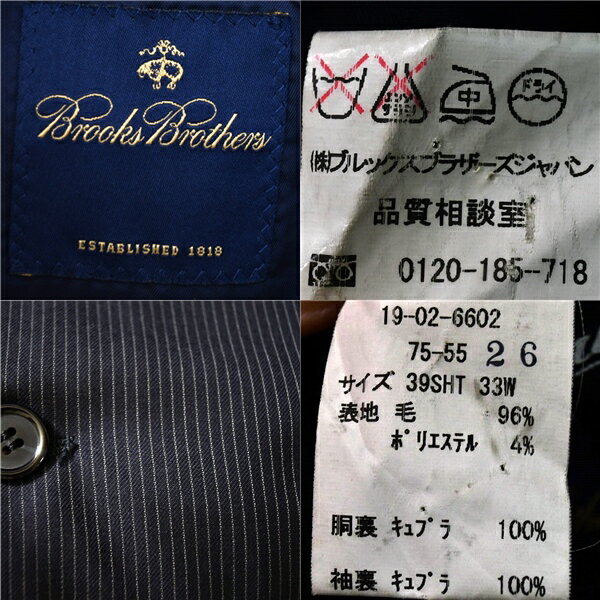 Brooks Brothers
ESTABLISHED 1818
ドライ
中
㈱ブルックスブラザーズジャパン
品質相談室
0120-185-718
19-02-6602
75-55 26
サイズ 39SHT 33W
表地 毛 96%
ポリエステル 4%
胴裏 キュプラ 100%
袖裏 キュプラ 100%